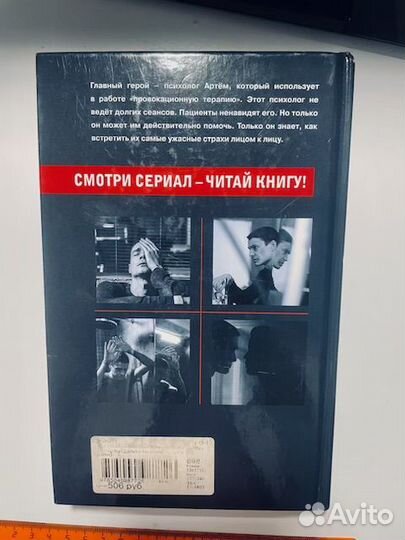 Главный герой – психолог Артём, который использует
в работе «провокационную терапию». Этот психолог не
ведёт долгих сеансов. Пациенты ненавидят его. Но только
он может им действительно помочь. Только он знает, как
встретить их самые ужасные страхи лицом к лицу.
СМОТРИ СЕРИАЛ – ЧИТАЙ КНИГУ!
506 руб
Avito